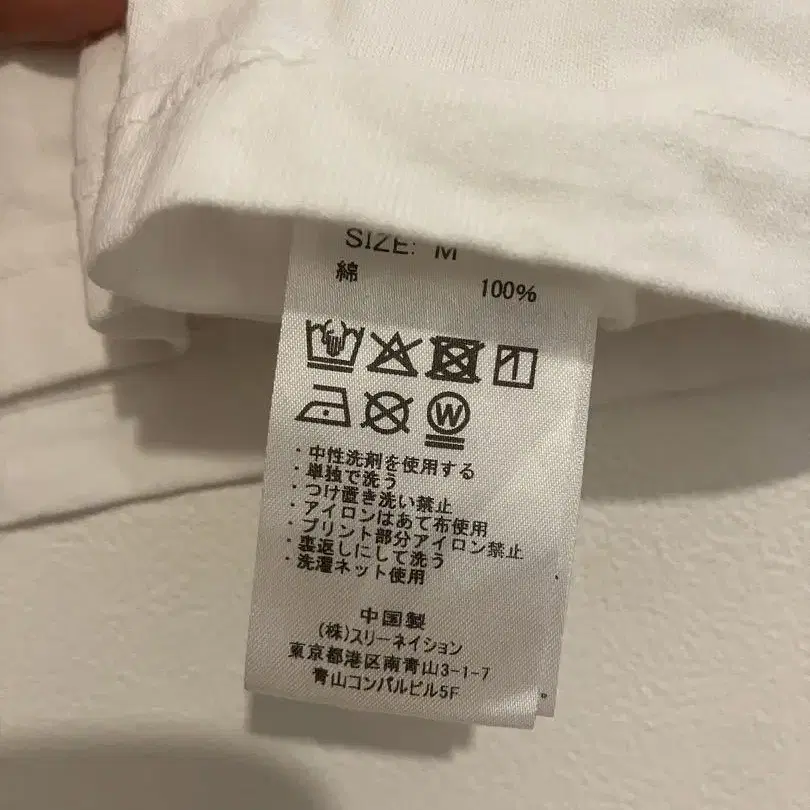 SIZE: M
綿 100%
W
・中性洗剤を使用する
・単独で洗う
・つけ置き洗い禁止
・アイロンはあて布使用
・プリント部分アイロン禁止
・裏返しにして洗う
・洗濯ネット使用
中国製
(株)スリーネイション
東京都港区南青山3-1-7
青山コンパルビル5F